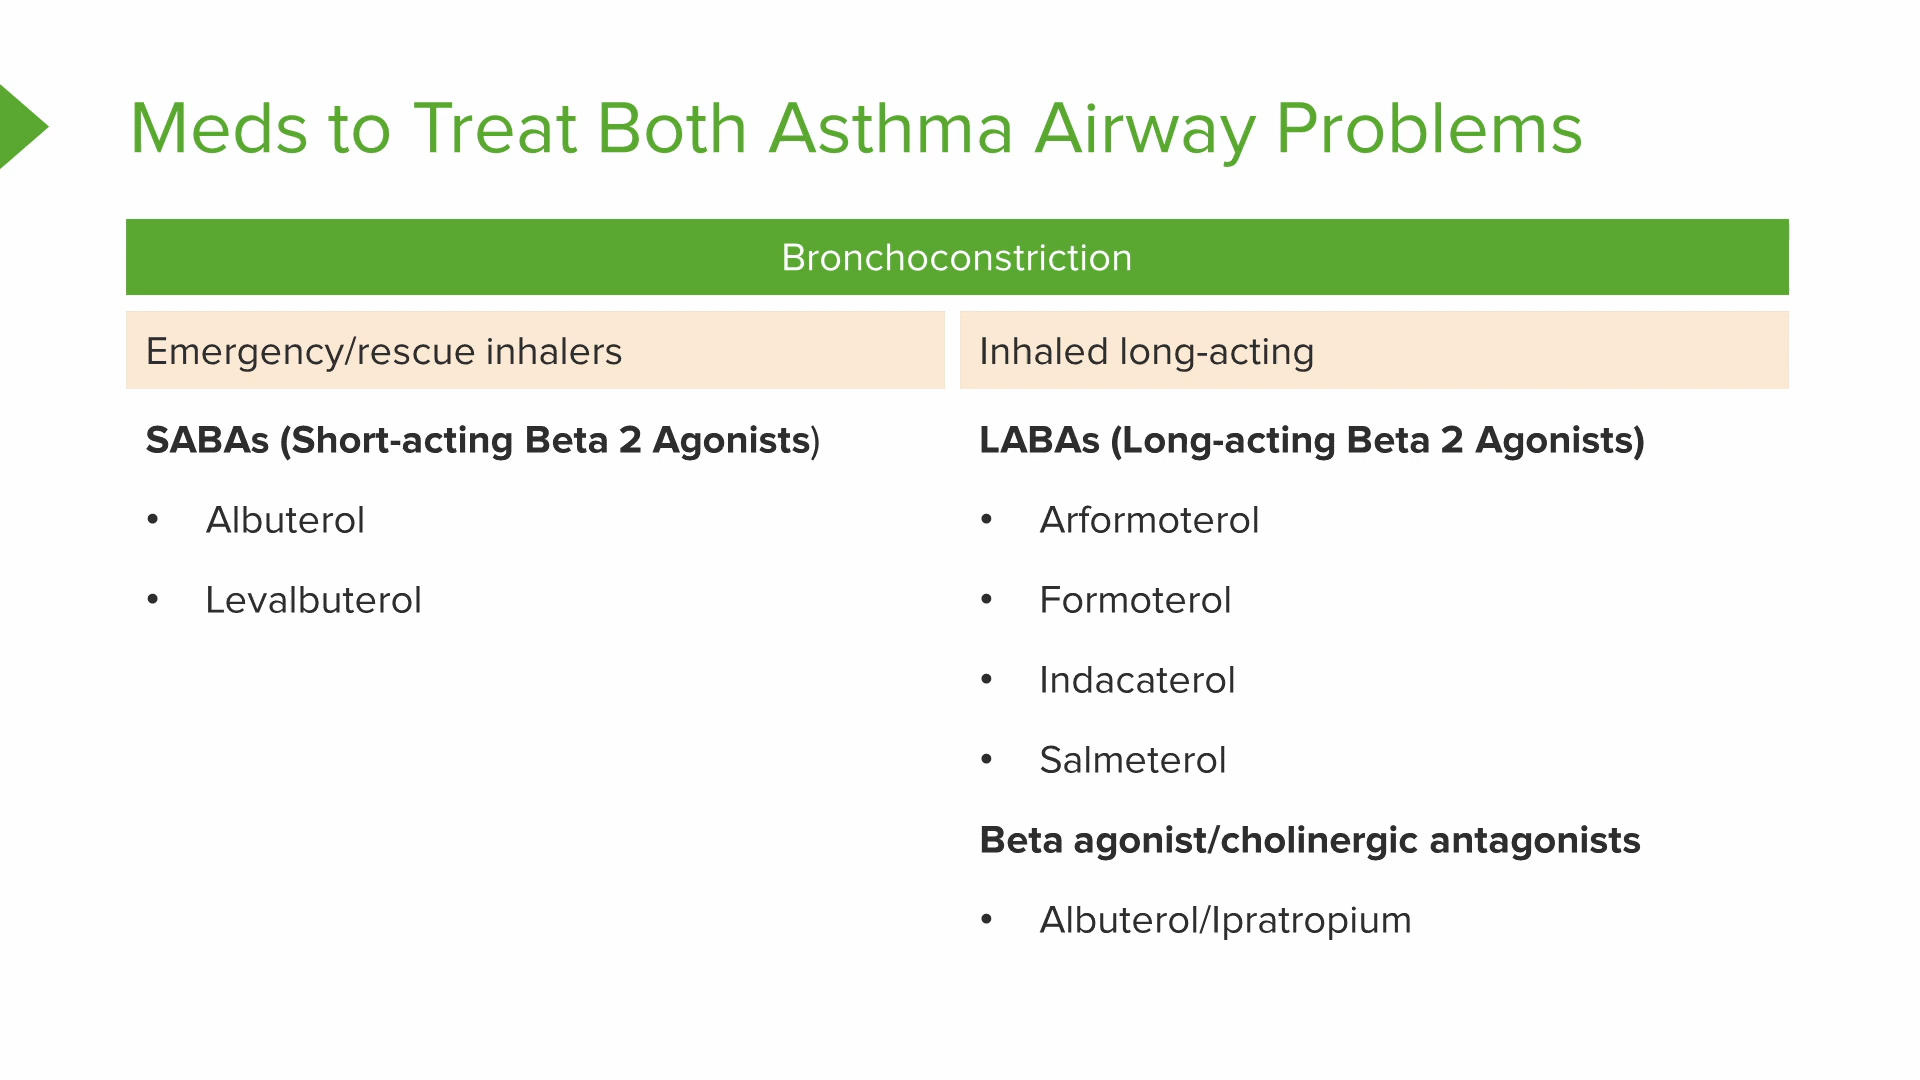 Meds to Treat Both Asthma Airway Problems
Bronchoconstriction
Emergency/rescue inhalers
SABAs (Short-acting Beta 2 Agonists)
• Albuterol
• Levalbuterol
Inhaled long-acting
LABAs (Long-acting Beta 2 Agonists)
• Arformoterol
• Formoterol
• Indacaterol
• Salmeterol
Beta agonist/cholinergic antagonists
• Albuterol/Ipratropium